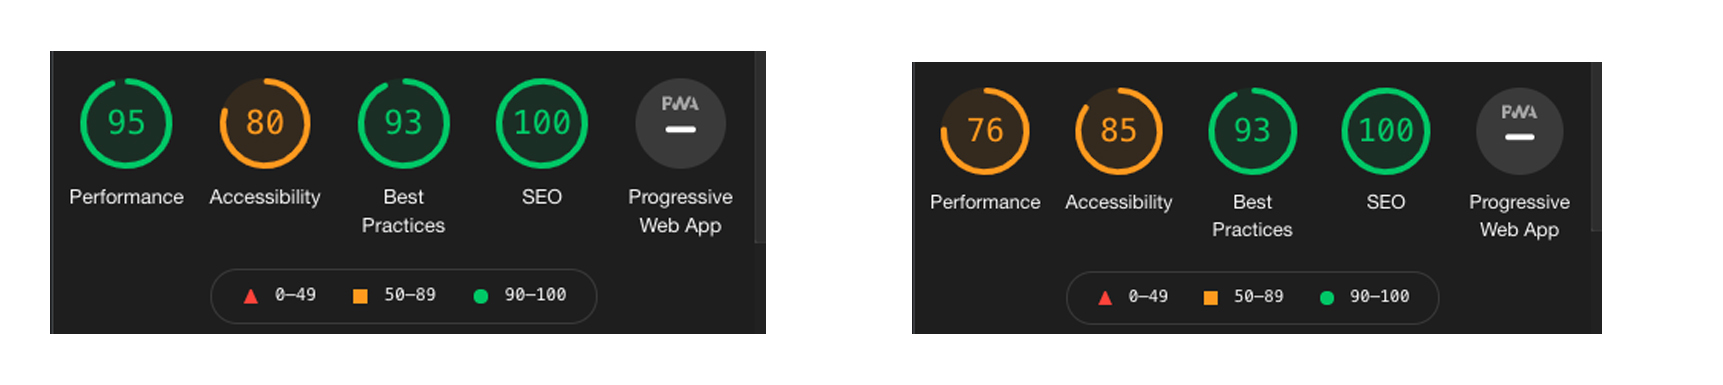 95 80 93 100 PWA
Performance Accessibility Best Practices SEO Progressive Web App
0–49 50–89 90–100
76 85 93 100 PWA
Performance Accessibility Best Practices SEO Progressive Web App
0–49 50–89 90–100